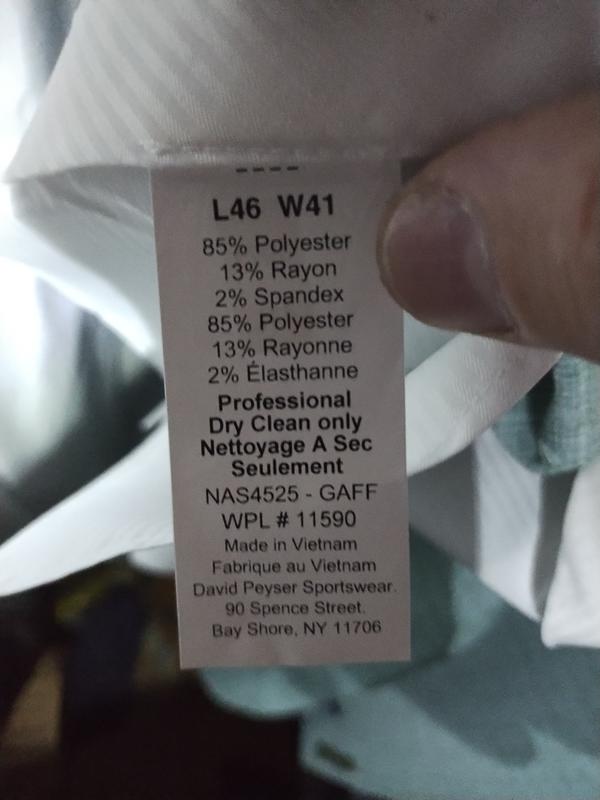 L46 W41
85% Polyester
13% Rayon
2% Spandex
85% Polyester
13% Rayonne
2% Élasthanne
Professional
Dry Clean only
Nettoyage A Sec
Seulement
NAS4525 - GAFF
WPL # 11590
Made in Vietnam
Fabrique au Vietnam
David Peyser Sportswear.
90 Spence Street.
Bay Shore, NY 11706